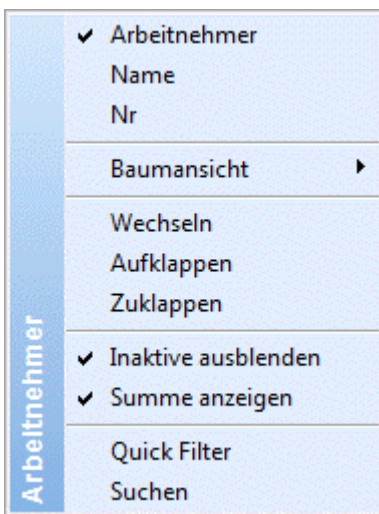 Arbeitnehmer
Name
Nr
Baumansicht
Wechseln
Aufklappen
Zuklappen
Inaktive ausblenden
Summe anzeigen
Quick Filter
Suchen
Arbeitnehmer